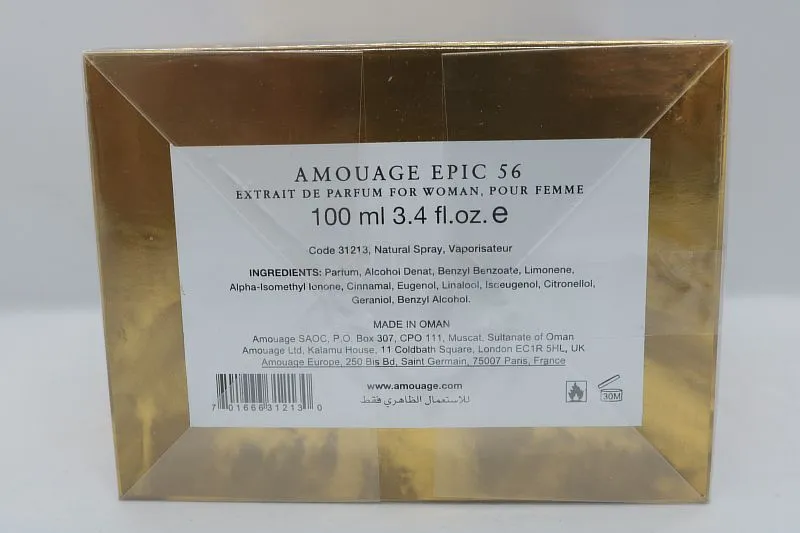 AMOUAGE EPIC 56
EXTRAIT DE PARFUM FOR WOMAN, POUR FEMME
100 ml 3.4 fl.oz. e
Code 31213, Natural Spray, Vaporisateur
INGREDIENTS: Parfum, Alcohol Denat, Benzyl Benzoate, Limonene,
Alpha-Isomethyl Ionone, Cinnamal, Eugenol, Linalool, Isoeugenol, Citronellol,
Geraniol, Benzyl Alcohol.
MADE IN OMAN
Amouage SAOC, P.O. Box 307, CPO 111, Muscat, Sultanate of Oman
Amouage Ltd, Kalamu House, 11 Coldbath Square, London EC1R 5HL, UK
Amouage Europe, 250 Bis Bd, Saint Germain, 75007 Paris, France
www.amouage.com
للاستعمال الظاهري فقط
7 01666 31213 0
30M